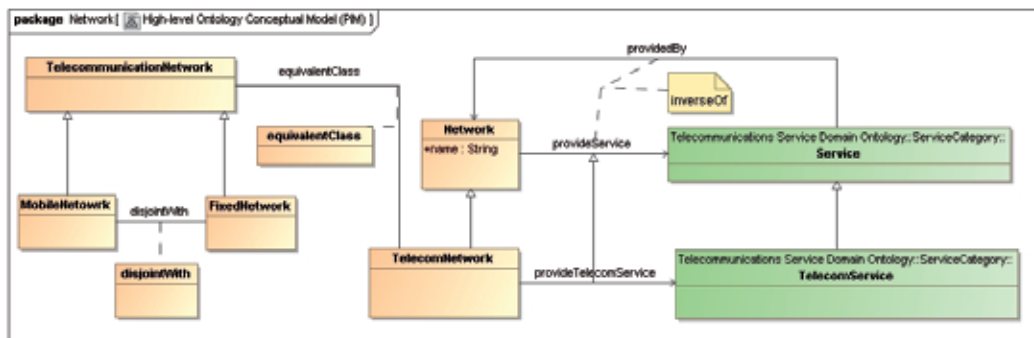 package Network[ High-level Ontology Conceptual Model (PIM) ]
TelecommunicationNetwork
equivalentClass
equivalentClass
MobileNetowrk
disjointWith
FixedNetwork
disjointWith
providedBy
inverseOf
Network
+name : String
provideService
Telecommunications Service Domain Ontology::ServiceCategory::
Service
TelecomNetwork
provideTelecomService
Telecommunications Service Domain Ontology::ServiceCategory::
TelecomService